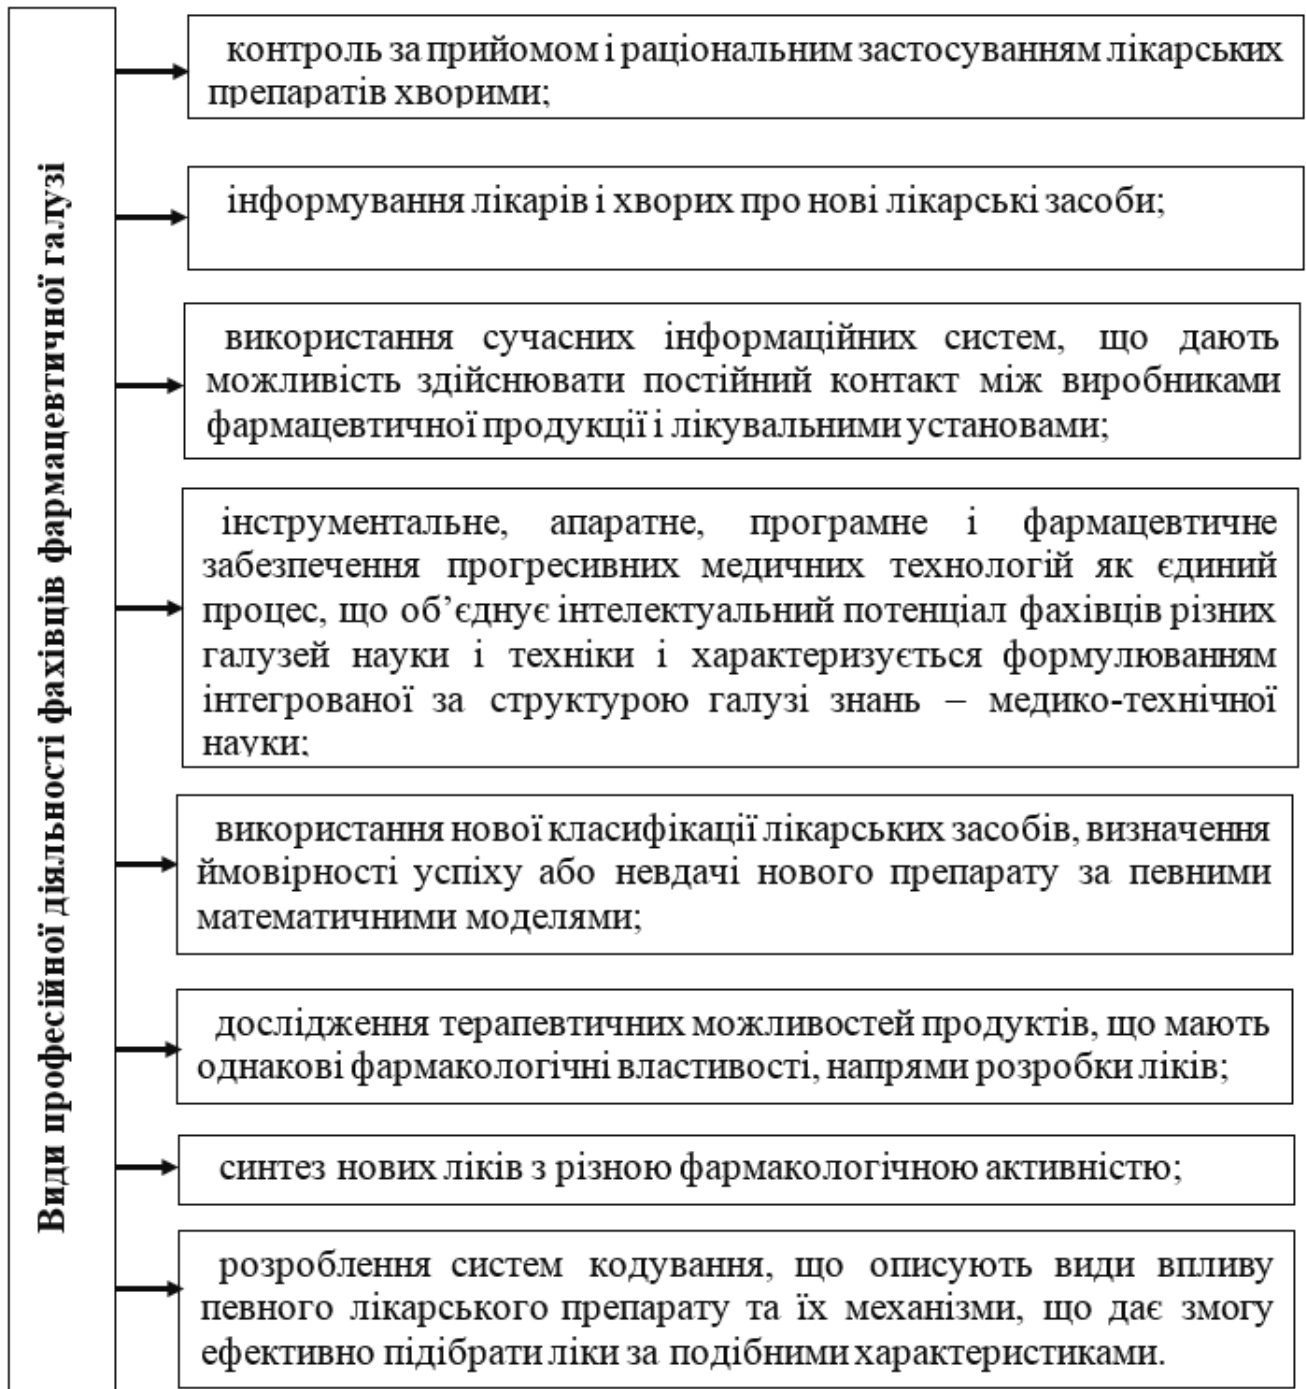 Види професійної діяльності фахівців фармацевтичної галузі
контроль за прийомом і раціональним застосуванням лікарських
препаратів хворими;
інформування лікарів і хворих про нові лікарські засоби;
використання сучасних інформаційних систем, що дають
можливість здійснювати постійний контакт між виробниками
фармацевтичної продукції і лікувальними установами;
інструментальне, апаратне, програмне і фармацевтичне
забезпечення прогресивних медичних технологій як єдиний
процес, що об’єднує інтелектуальний потенціал фахівців різних
галузей науки і техніки і характеризується формулюванням
інтегрованої за структурою галузі знань – медико-технічної
науки;
використання нової класифікації лікарських засобів, визначення
ймовірності успіху або невдачі нового препарату за певними
математичними моделями;
дослідження терапевтичних можливостей продуктів, що мають
однакові фармакологічні властивості, напрями розробки ліків;
синтез нових ліків з різною фармакологічною активністю;
розроблення систем кодування, що описують види впливу
певного лікарського препарату та їх механізми, що дає змогу
ефективно підібрати ліки за подібними характеристиками.